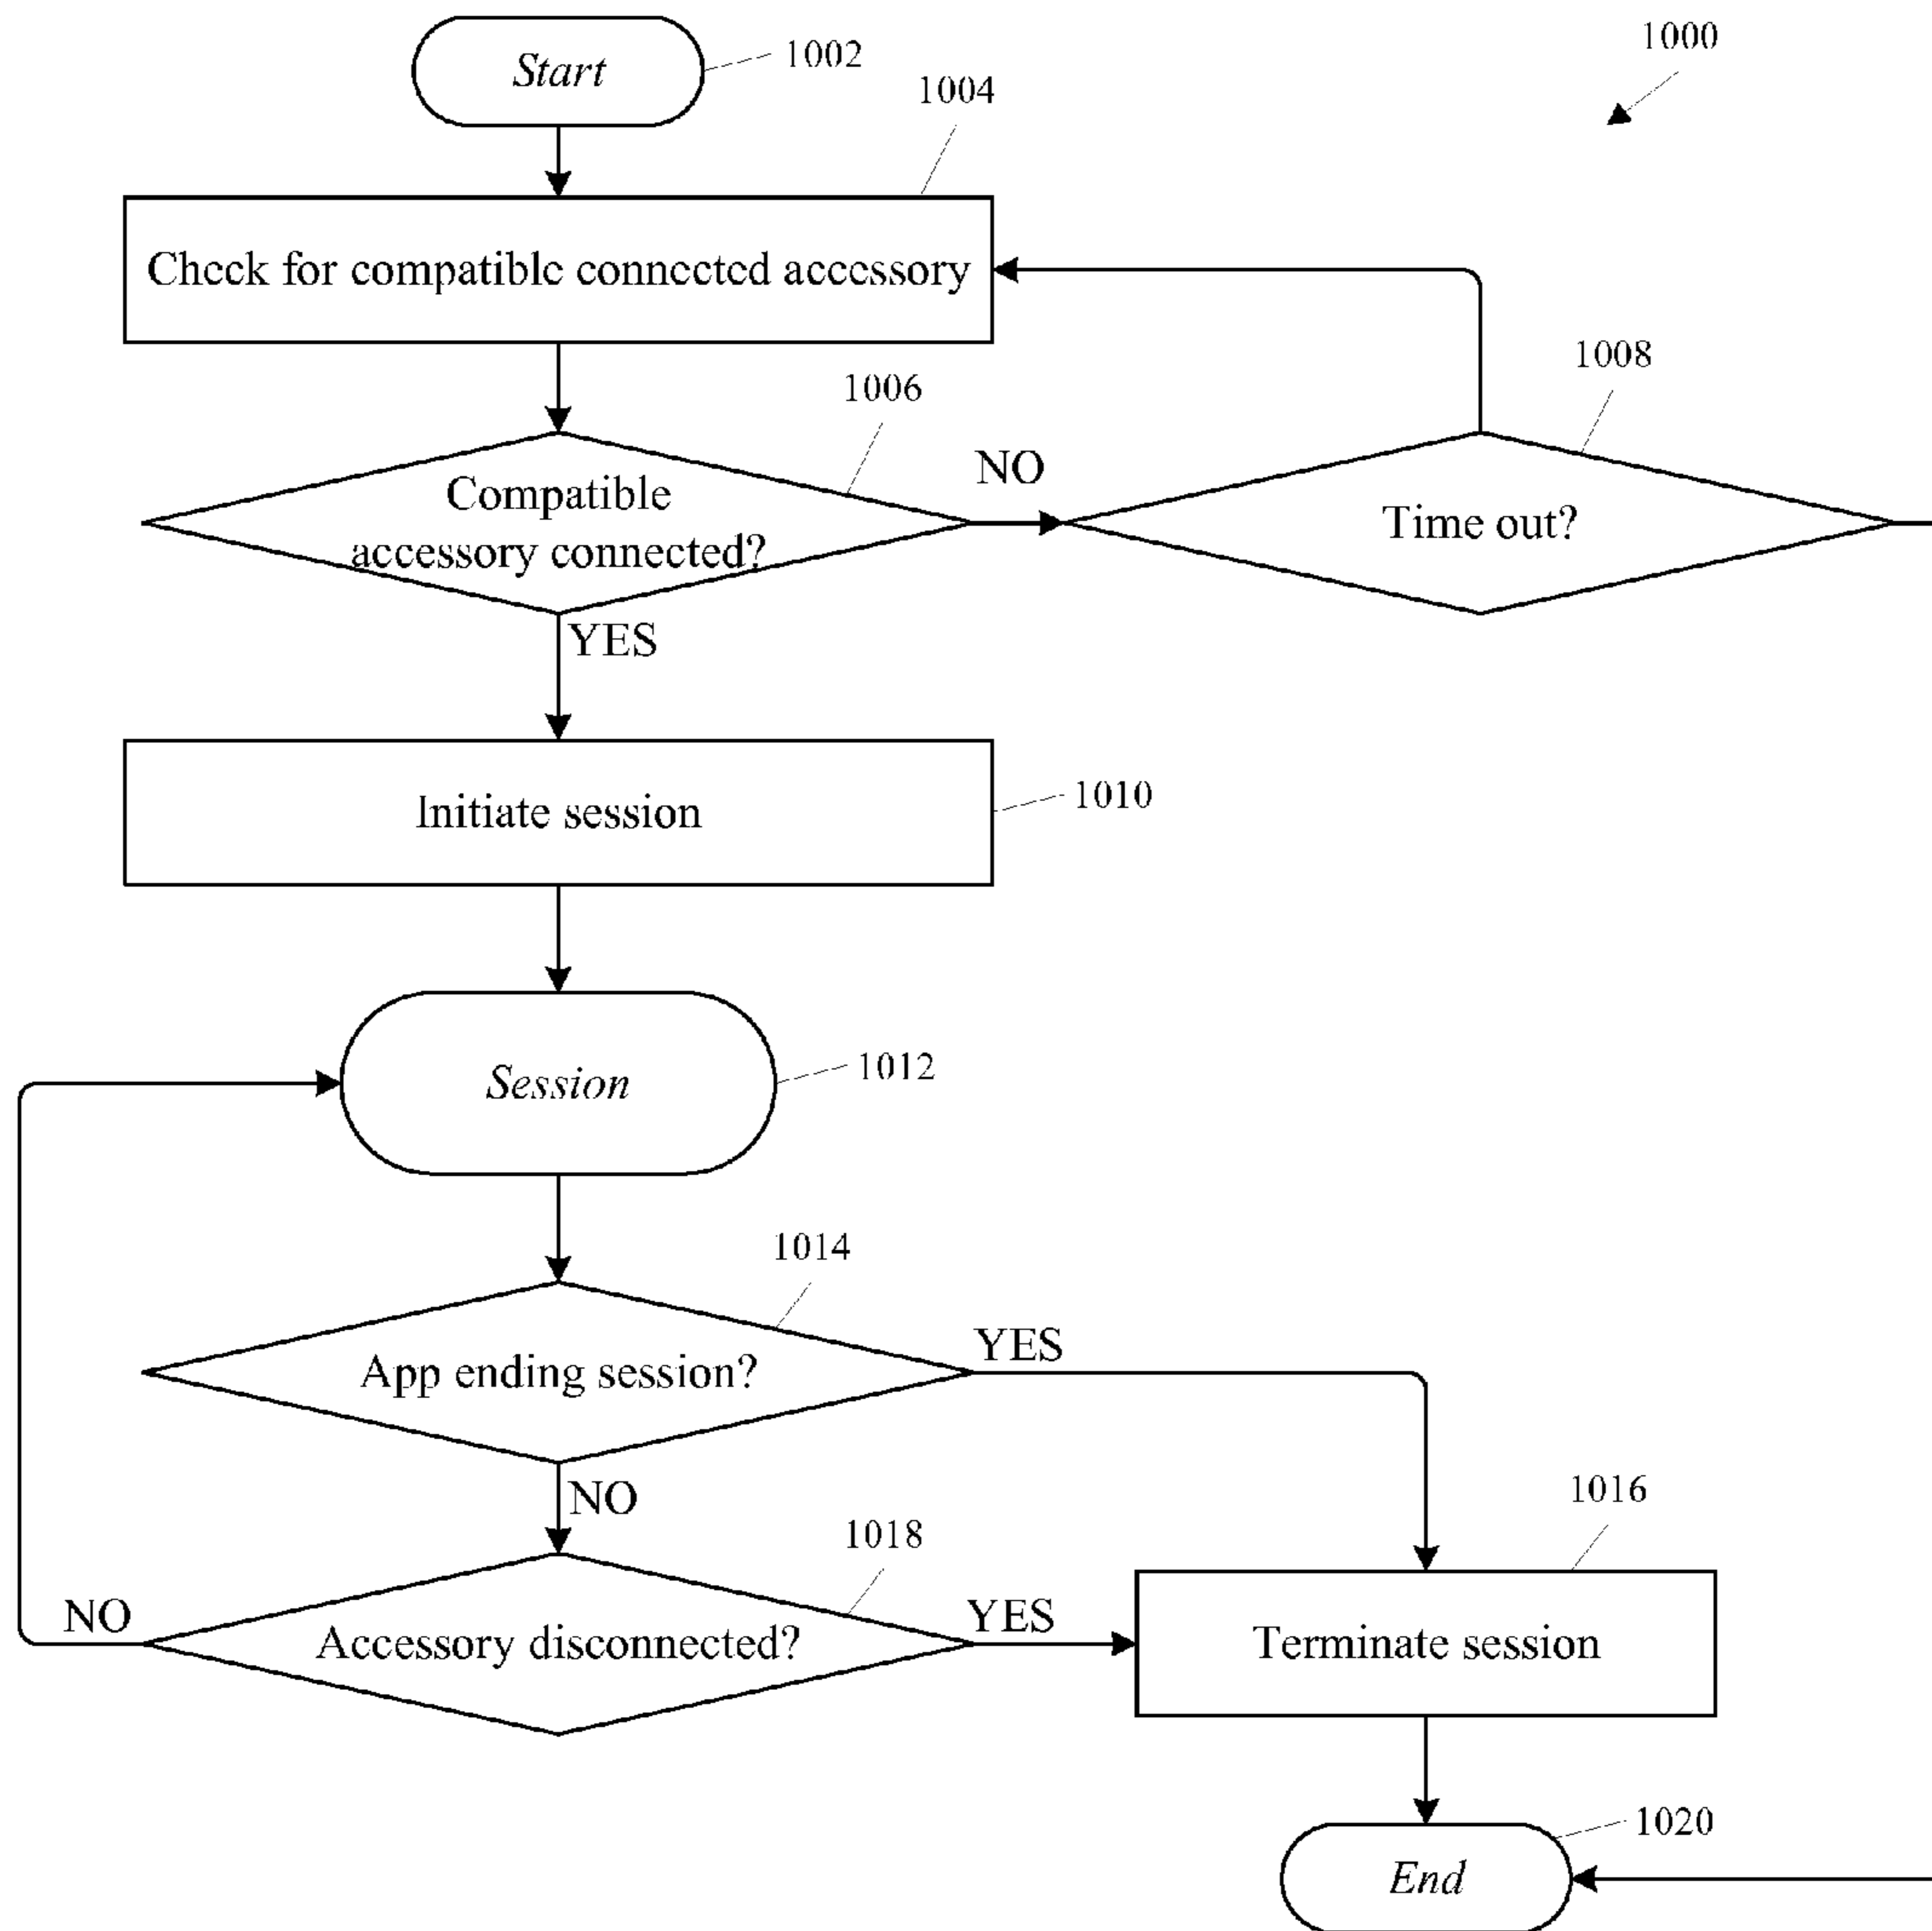 Start
1002
1000
1004
Check for compatible connected accessory
1006
1008
Compatible
accessory connected?
NO
Time out?
YES
Initiate session
1010
Session
1012
1014
App ending session?
YES
NO
1016
1018
NO
Accessory disconnected?
YES
Terminate session
1020
End